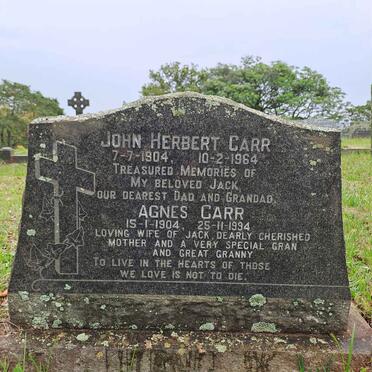 JOHN HERBERT CARR
7-7-1904. 10-2-1964
TREASURED MEMORIES OF
MY BELOVED JACK,
OUR DEAREST DAD AND GRANDAD,
AGNES CARR
15-1-1904 25-11-1994
LOVING WIFE OF JACK, DEARLY CHERISHED
MOTHER AND A VERY SPECIAL GRAN
AND GREAT GRANNY
TO LIVE IN THE HEARTS OF THOSE
WE LOVE IS NOT TO DIE.